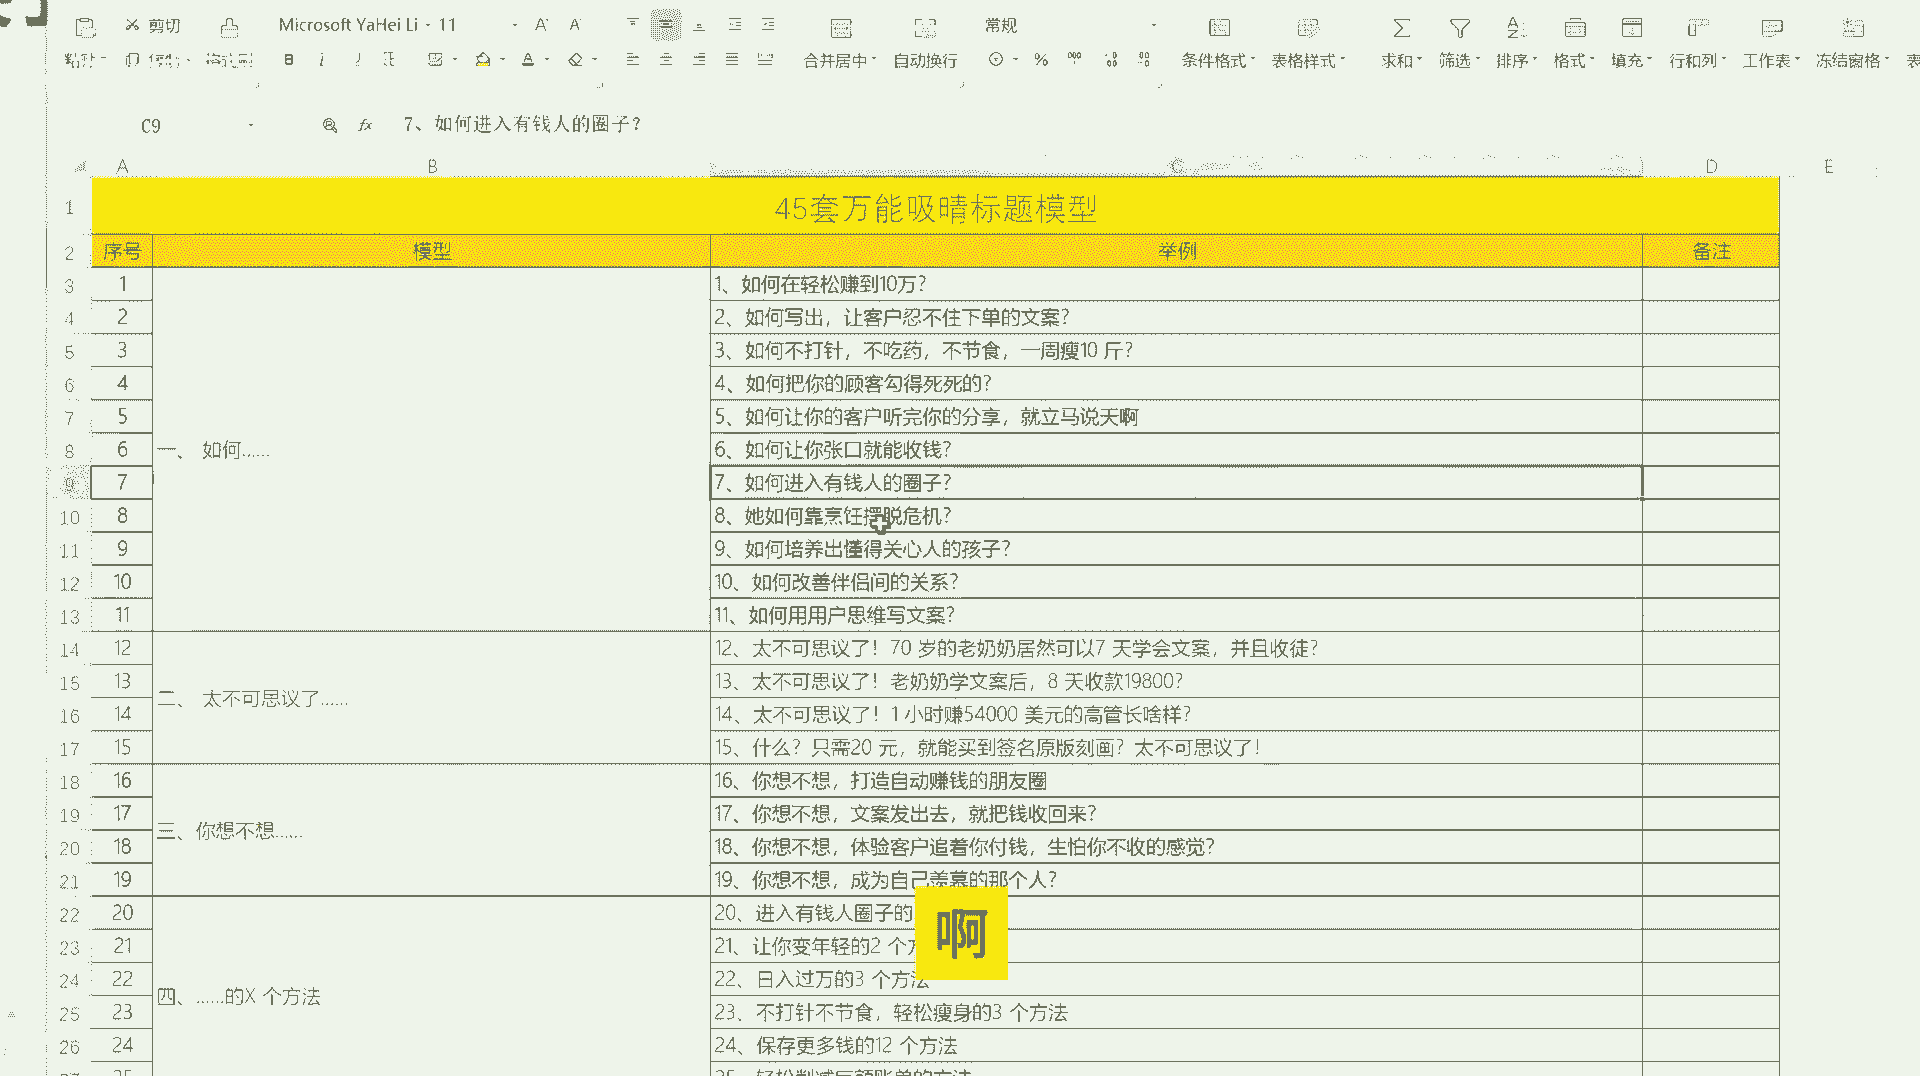 剪切
Microsoft YaHei Li
11
常规
合并居中
自动换行
条件格式
表格样式
求和
筛选
排序
格式
填充
行和列
工作表
冻结窗格
C9
fx
7、如何进入有钱人的圈子？
A B C D E
1 45套万能吸晴标题模型
2 序号 模型 举例 备注
3 1 1、如何在轻松赚到10万？
4 2 2、如何写出，让客户忍不住下单的文案？
5 3 3、如何不打针，不吃药，不节食，一周瘦10 斤？
6 4 4、如何把你的顾客勾得死死的？
7 5 5、如何让你的客户听完你的分享，就立马说天啊
8 6 一、 如何…… 6、如何让你张口就能收钱？
9 7 7、如何进入有钱人的圈子？
10 8 8、她如何靠烹饪摆脱危机？
11 9 9、如何培养出懂得关心人的孩子？
12 10 10、如何改善伴侣间的关系？
13 11 11、如何用用户思维写文案？
14 12 12、太不可思议了！70 岁的老奶奶居然可以7 天学会文案，并且收徒？
15 13 二、 太不可思议了…… 13、太不可思议了！老奶奶学文案后，8 天收款19800？
16 14 14、太不可思议了！1 小时赚54000 美元的高管长啥样？
17 15 15、什么？只需20 元，就能买到签名原版刻画？太不可思议了！
18 16 16、你想不想，打造自动赚钱的朋友圈
19 17 三、你想不想…… 17、你想不想，文案发出去，就把钱收回来？
20 18 18、你想不想，体验客户追着你付钱，生怕你不收的感觉？
21 19 19、你想不想，成为自己羡慕的那个人？
22 20 20、进入有钱人圈子的
23 21 21、让你变年轻的2 个方
24 22 四、……的X 个方法 22、日入过万的3 个方法
25 23 23、不打针不节食，轻松瘦身的3 个方法
26 24 24、保存更多钱的12 个方法
啊